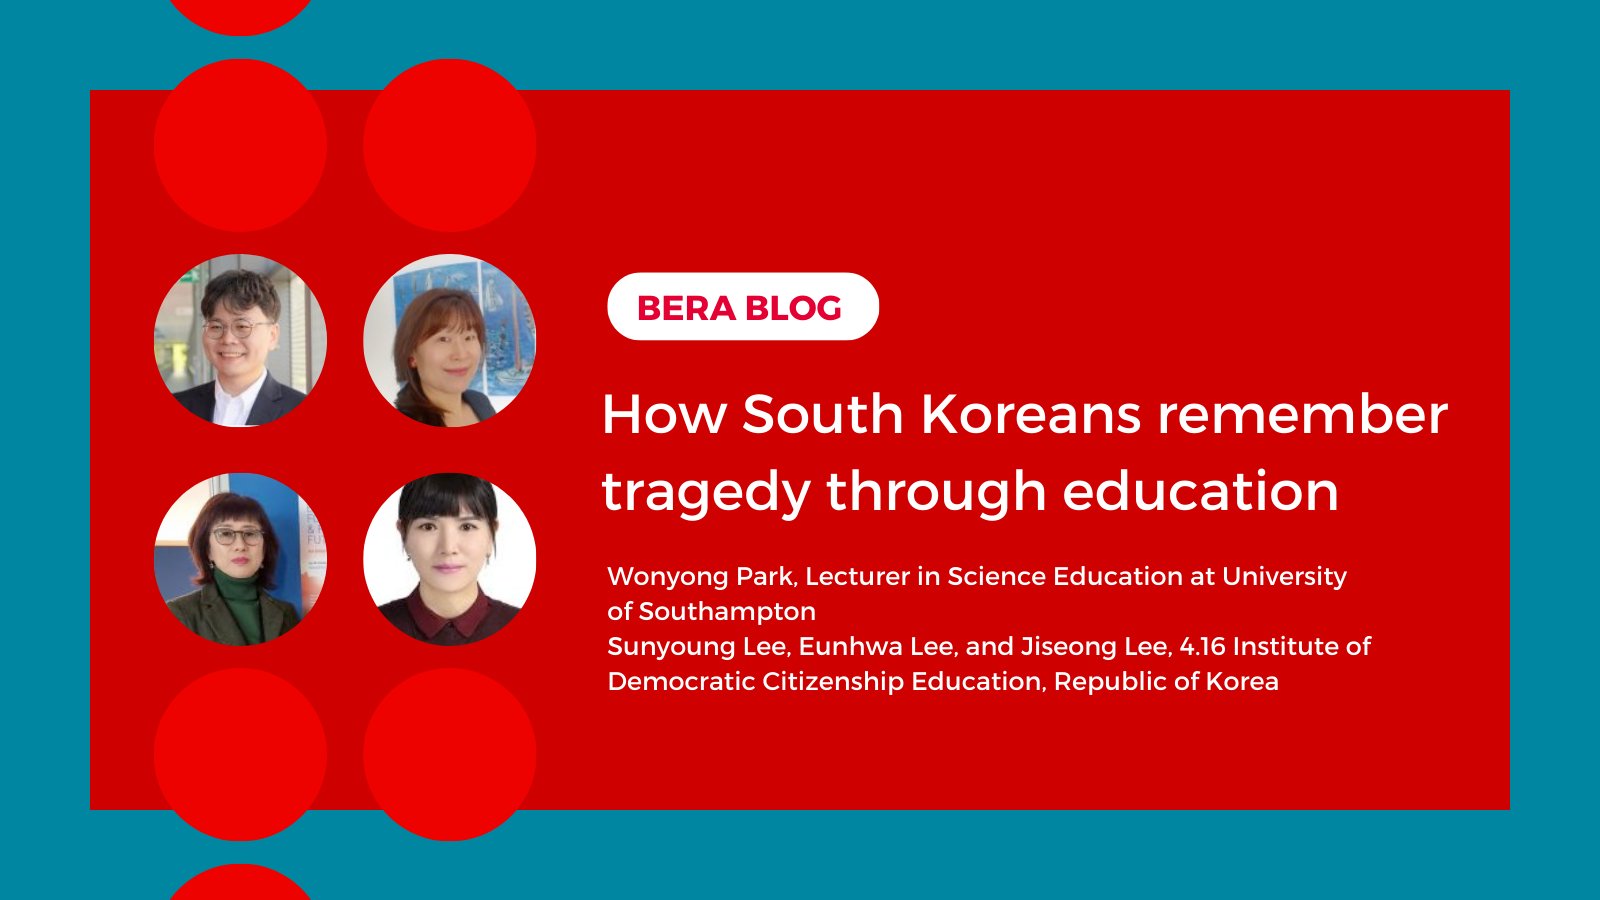 BERA BLOG
How South Koreans remember
tragedy through education
Wonyong Park, Lecturer in Science Education at University
of Southampton
Sunyoung Lee, Eunhwa Lee, and Jiseong Lee, 4.16 Institute of
Democratic Citizenship Education, Republic of Korea